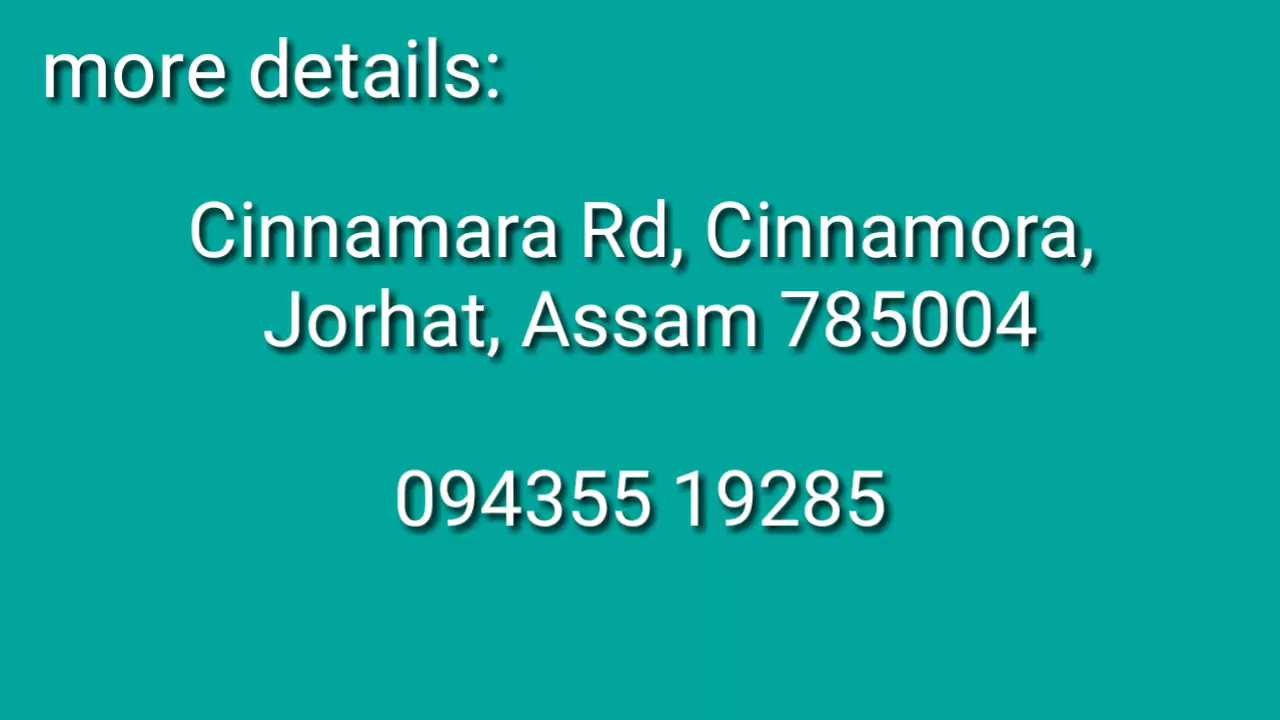 more details:
Cinnamara Rd, Cinnamora,
Jorhat, Assam 785004
094355 19285